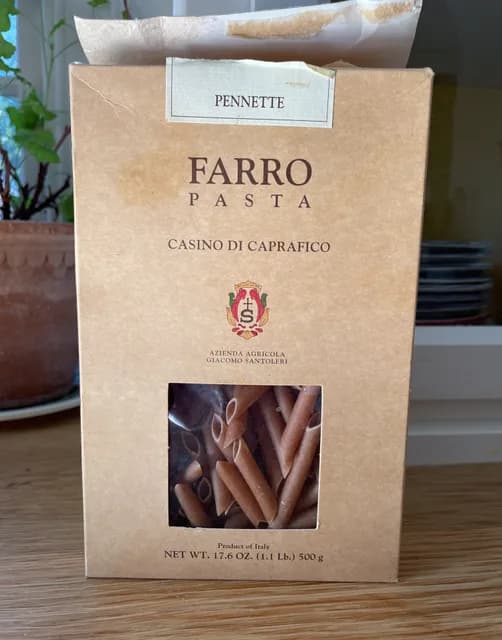 PENNETTE
FARRO
PASTA
CASINO DI CAPRAFICO
S
AZIENDA AGRICOLA
GIACOMO SANTOLERI
Product of Italy
NET WT. 17.6 OZ. (1.1 Lb.) 500 g